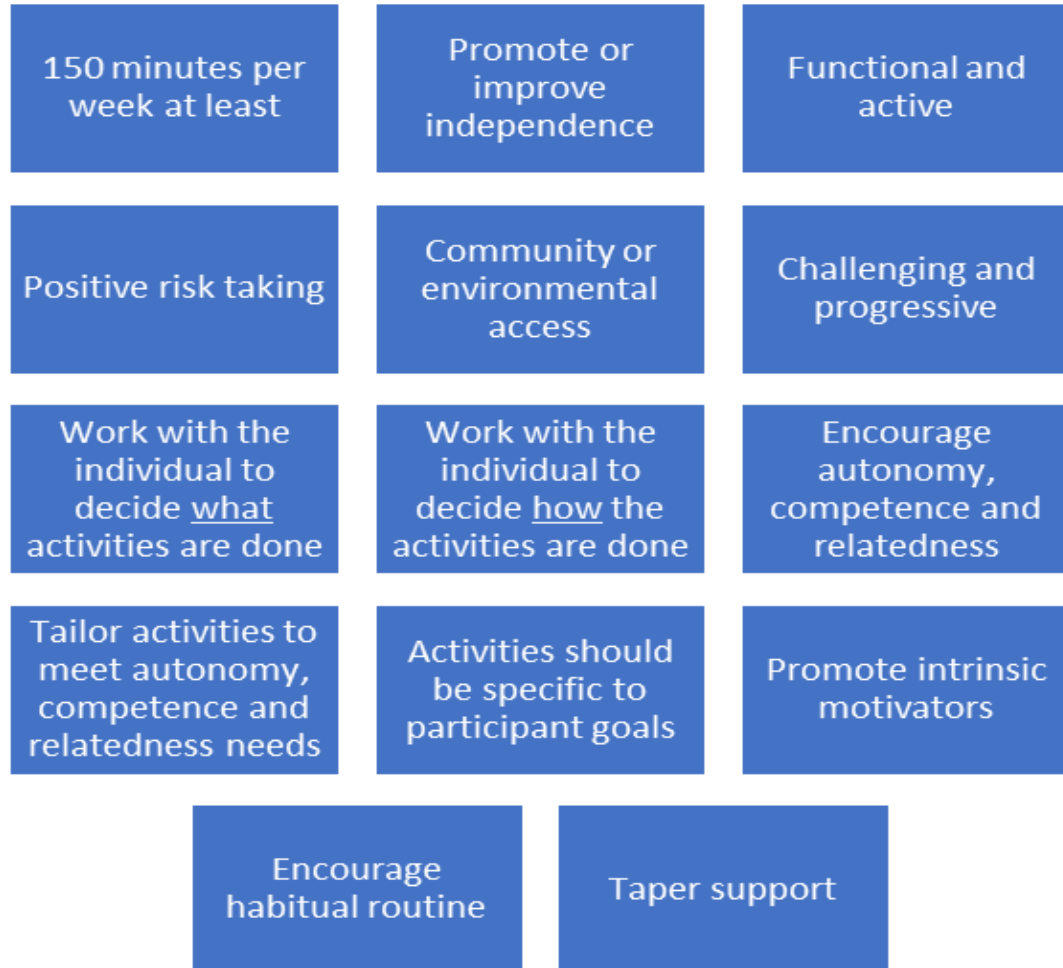 150 minutes per
week at least
Promote or
improve
independence
Functional and
active
Positive risk taking
Community or
environmental
access
Challenging and
progressive
Work with the
individual to
decide what
activities are done
Work with the
individual to
decide how the
activities are done
Encourage
autonomy,
competence and
relatedness
Tailor activities to
meet autonomy,
competence and
relatedness needs
Activities should
be specific to
participant goals
Promote intrinsic
motivators
Encourage
habitual routine
Taper support